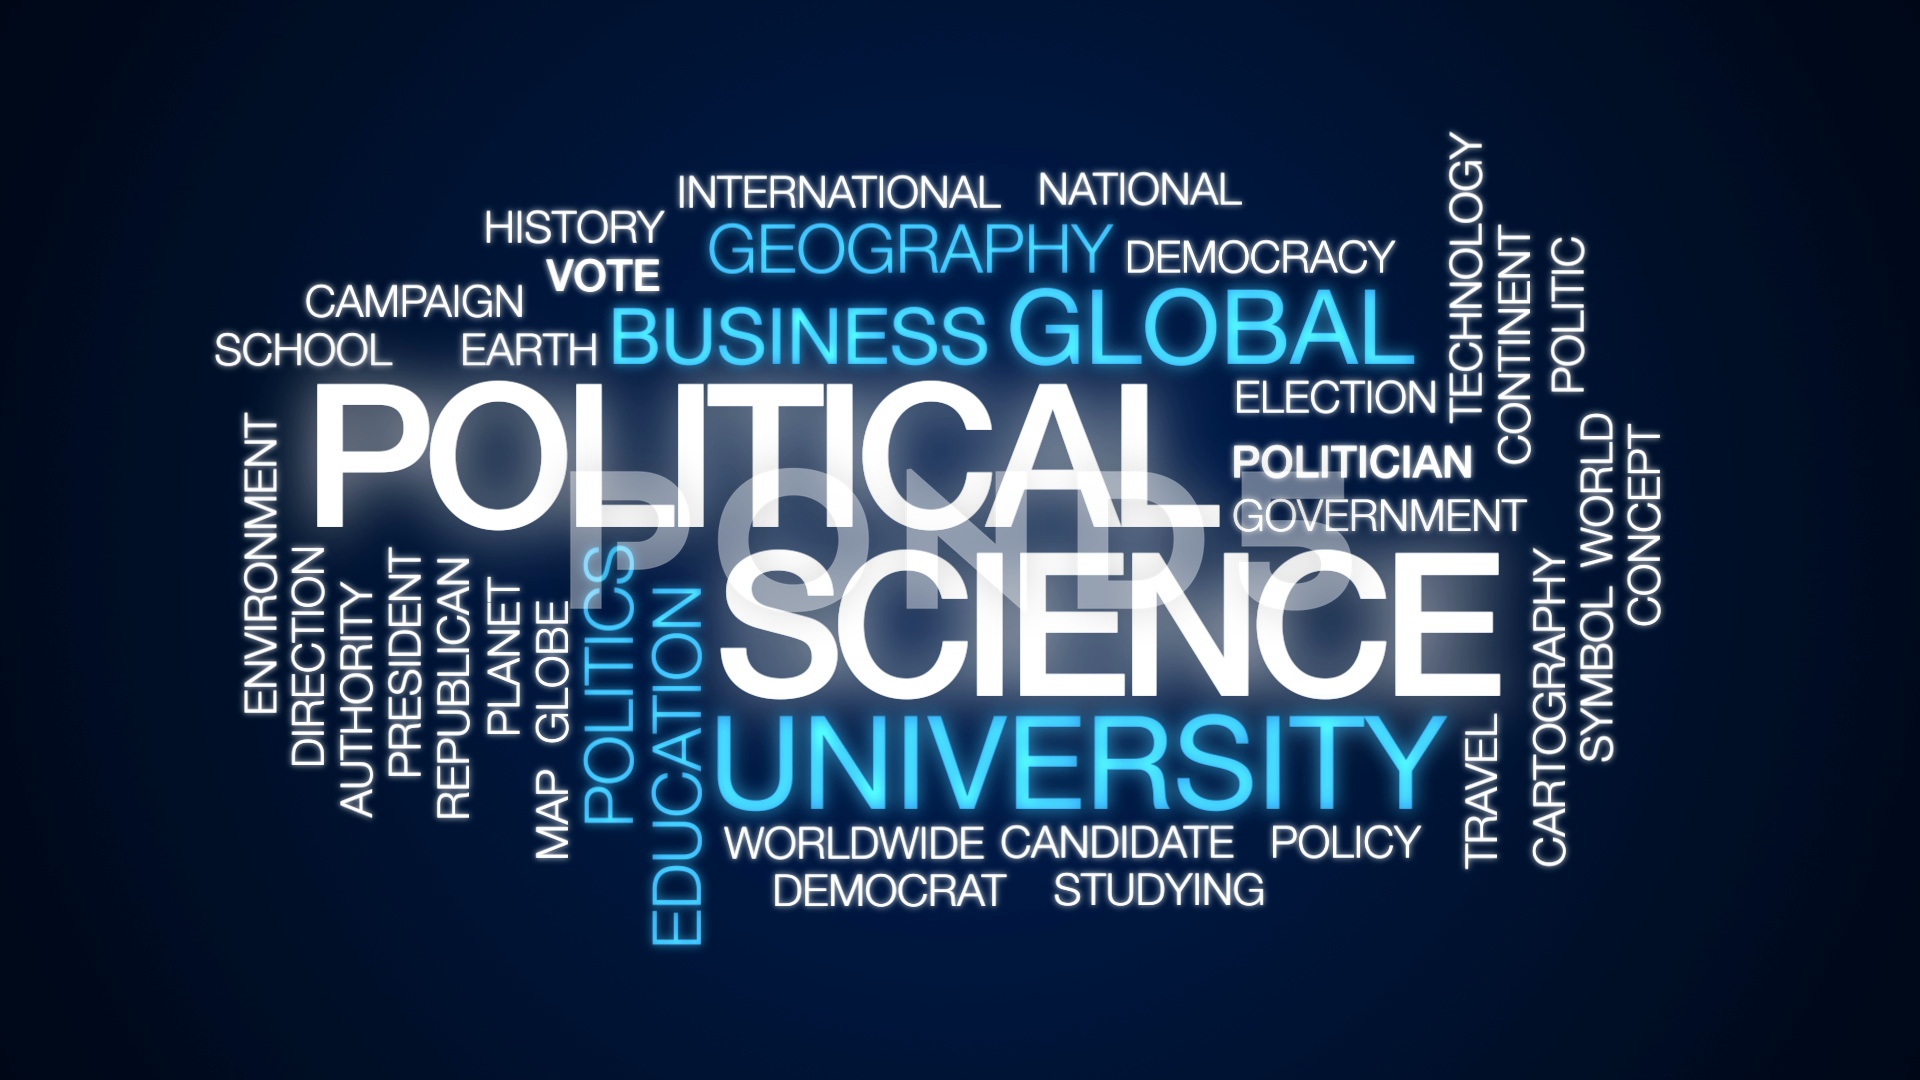 INTERNATIONAL NATIONAL
HISTORY GEOGRAPHY DEMOCRACY
VOTE
CAMPAIGN BUSINESS GLOBAL
SCHOOL EARTH
TECHNOLOGY
CONTINENT
POLITIC
POLITICAL
ELECTION
POLITICIAN
GOVERNMENT
POND5
SCIENCE
ENVIRONMENT
DIRECTION
AUTHORITY
PRESIDENT
REPUBLICAN
PLANET
MAP GLOBE
POLITICS
EDUCATION
UNIVERSITY
TRAVEL
CARTOGRAPHY
SYMBOL WORLD
CONCEPT
WORLDWIDE CANDIDATE POLICY
DEMOCRAT STUDYING